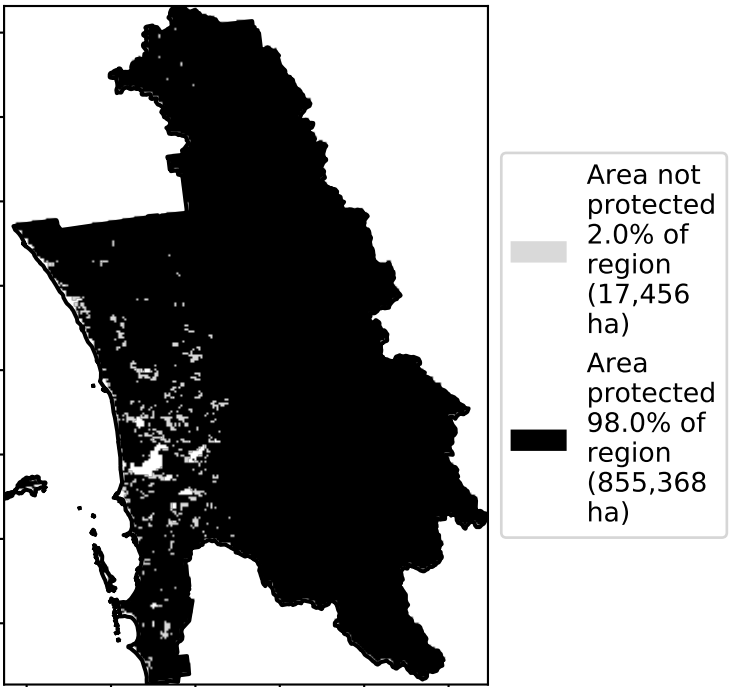 Area not
protected
2.0% of
region
(17,456
ha)
Area
protected
98.0% of
region
(855,368
ha)